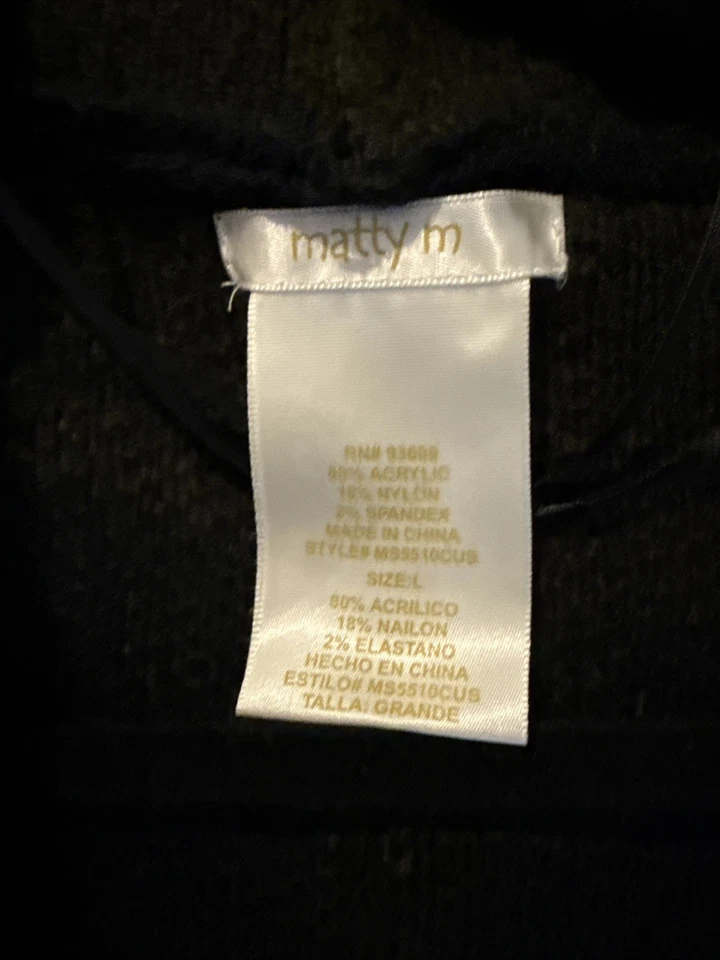 matty m
RN# 93699
80% ACRYLIC
18% NYLON
2% SPANDEX
MADE IN CHINA
STYLE# MS5510CUS
SIZE:L
80% ACRILICO
18% NAILON
2% ELASTANO
HECHO EN CHINA
ESTILO# MS5510CUS
TALLA: GRANDE